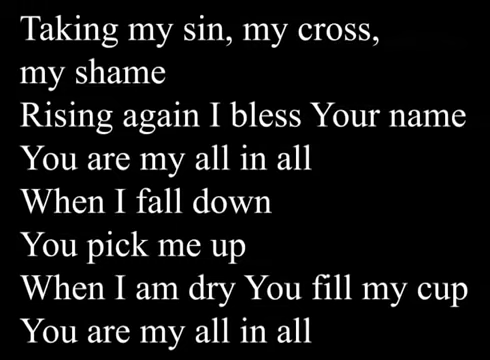 Taking my sin, my cross,
my shame
Rising again I bless Your name
You are my all in all
When I fall down
You pick me up
When I am dry You fill my cup
You are my all in all